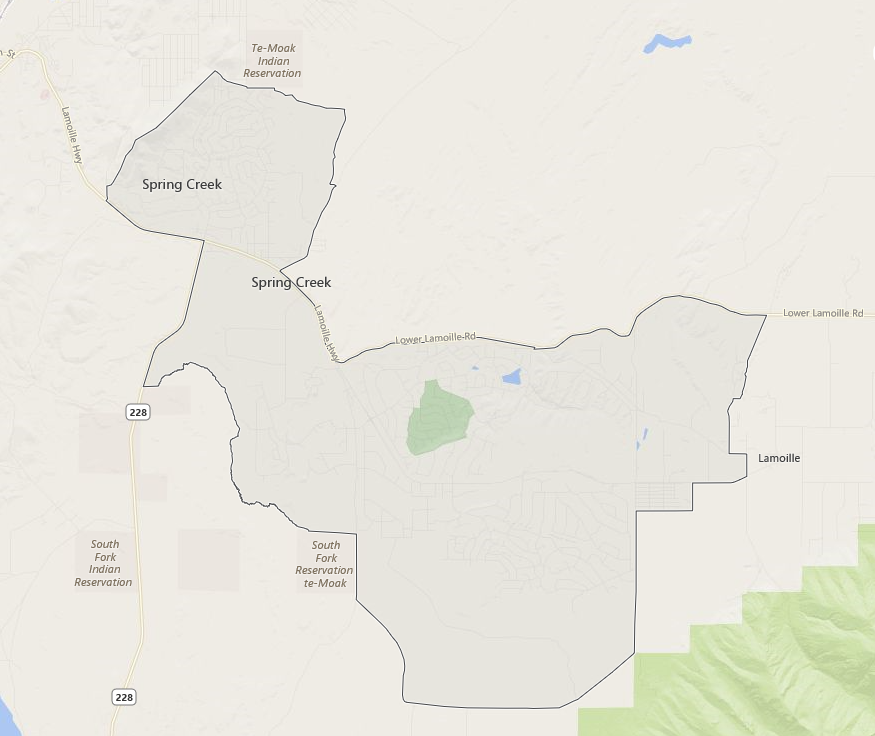 Te-Moak
Indian
Reservation
St
Lamoille Hwy
Spring Creek
Spring Creek
Lamoille Hwy
Lower Lamoille Rd
Lower Lamoille Rd
228
Lamoille
South
Fork
Indian
Reservation
South
Fork
Reservation
te-Moak
228